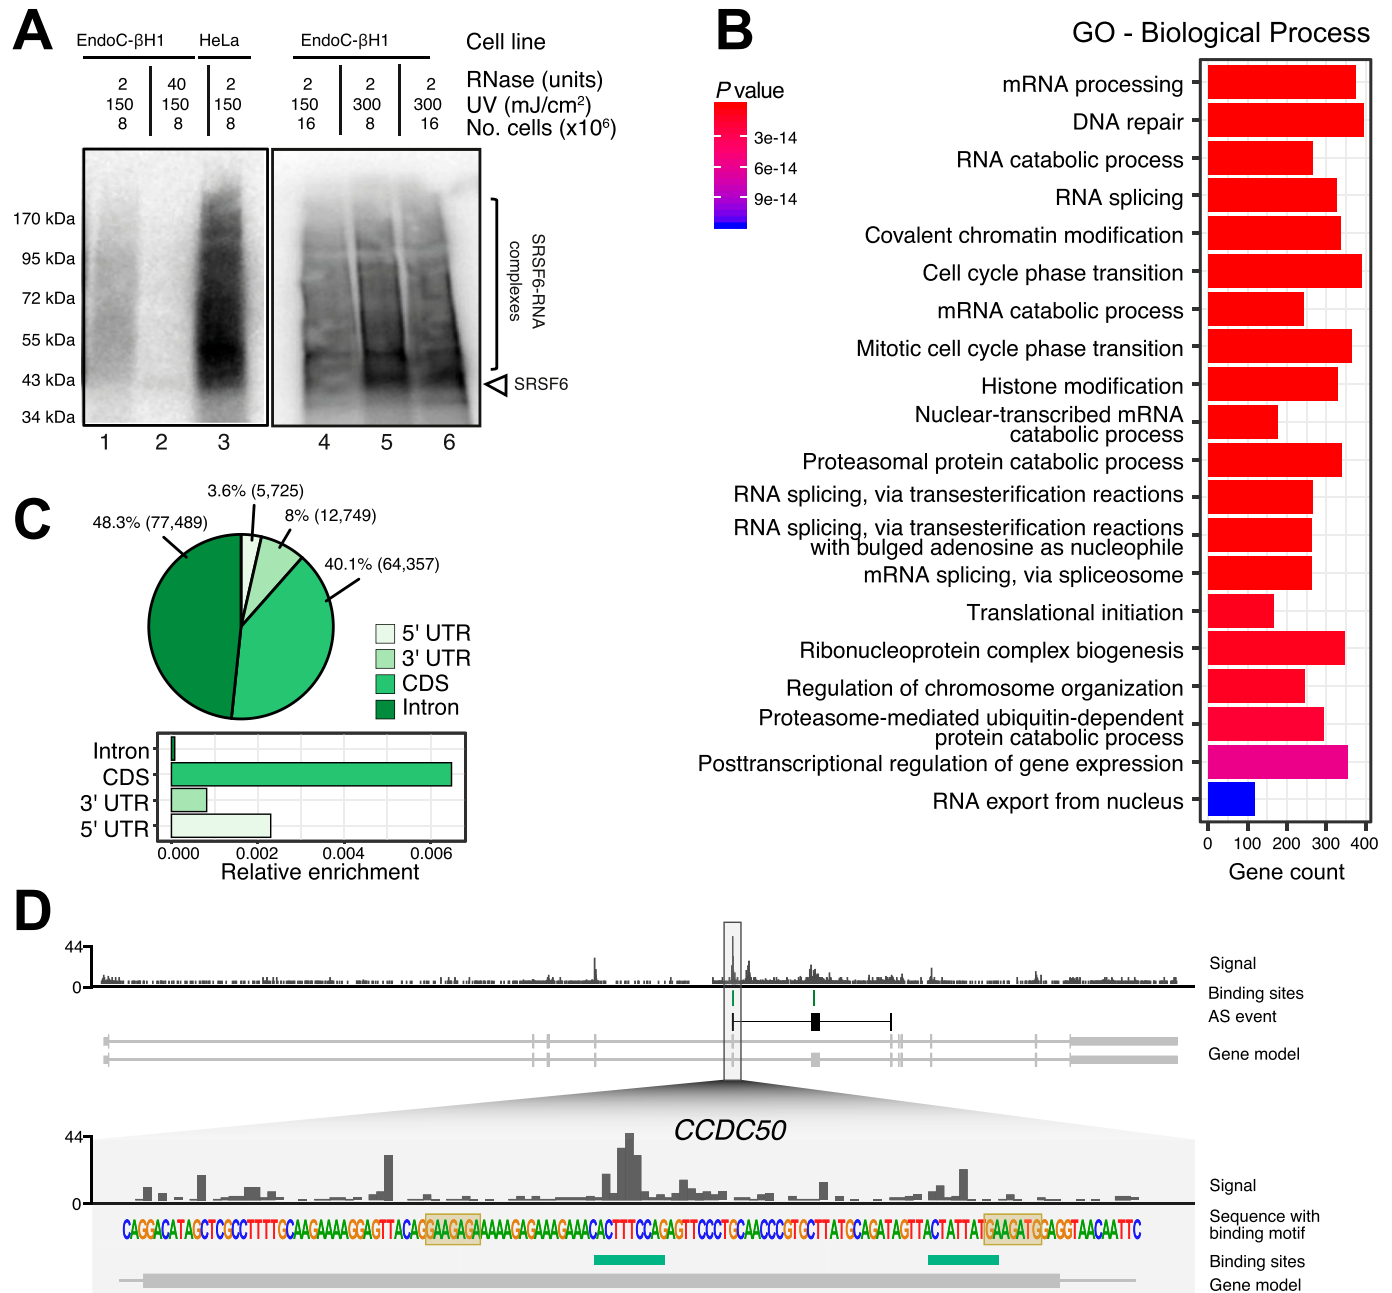 A
EndoC-βH1
HeLa
EndoC-βH1
Cell line
2
40
2
2
2
2
RNase (units)
150
150
150
150
300
300
UV (mJ/cm²)
8
8
8
16
8
16
No. cells (x10⁶)
170 kDa
95 kDa
72 kDa
55 kDa
43 kDa
34 kDa
SRSF6-RNA
complexes
SRSF6
1
2
3
4
5
6
B
GO - Biological Process
P value
3e-14
6e-14
9e-14
mRNA processing
DNA repair
RNA catabolic process
RNA splicing
Covalent chromatin modification
Cell cycle phase transition
mRNA catabolic process
Mitotic cell cycle phase transition
Histone modification
Nuclear-transcribed mRNA
catabolic process
Proteasomal protein catabolic process
RNA splicing, via transesterification reactions
RNA splicing, via transesterification reactions
with bulged adenosine as nucleophile
mRNA splicing, via spliceosome
Translational initiation
Ribonucleoprotein complex biogenesis
Regulation of chromosome organization
Proteasome-mediated ubiquitin-dependent
protein catabolic process
Posttranscriptional regulation of gene expression
RNA export from nucleus
0
100
200
300
400
Gene count
C
3.6% (5,725)
48.3% (77,489)
8% (12,749)
40.1% (64,357)
5' UTR
3' UTR
CDS
Intron
Intron
CDS
3' UTR
5' UTR
0.000
0.002
0.004
0.006
Relative enrichment
D
44
0
Signal
Binding sites
AS event
Gene model
CCDC50
44
0
Signal
CAGGACATAGCTCGCCTTTTGCAAGAAAAGGAGTTACAGGAAGAGAAAAAGAGAAAGAAACACTTTCCAGAGTTCCCTGCAACCCGTGCTTATGCAGATAGTTACTATTATGAAGATGGAGGTAACAATTC
Sequence with
binding motif
Binding sites
Gene model